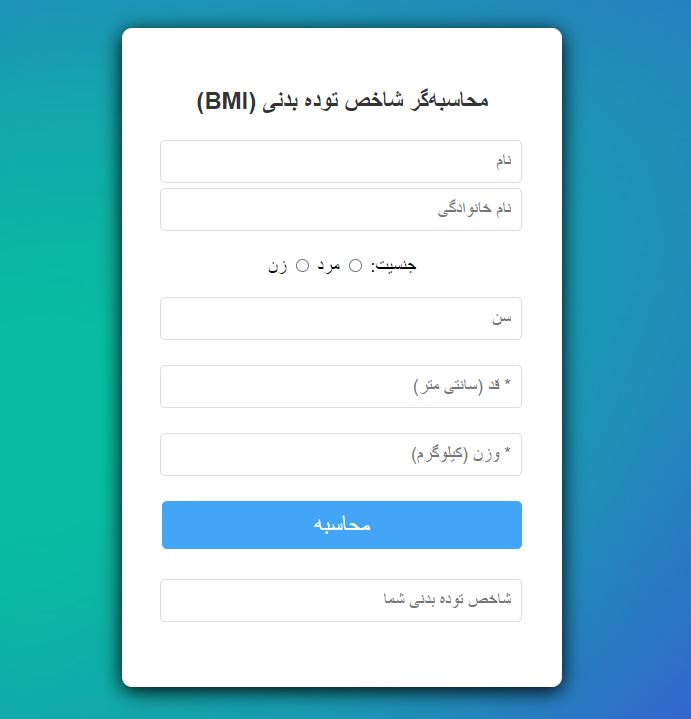 محاسبه‌گر شاخص توده بدنی (BMI)
نام
نام خانوادگی
جنسیت: مرد زن
سن
* قد (سانتی متر)
* وزن (کیلوگرم)
محاسبه
شاخص توده بدنی شما